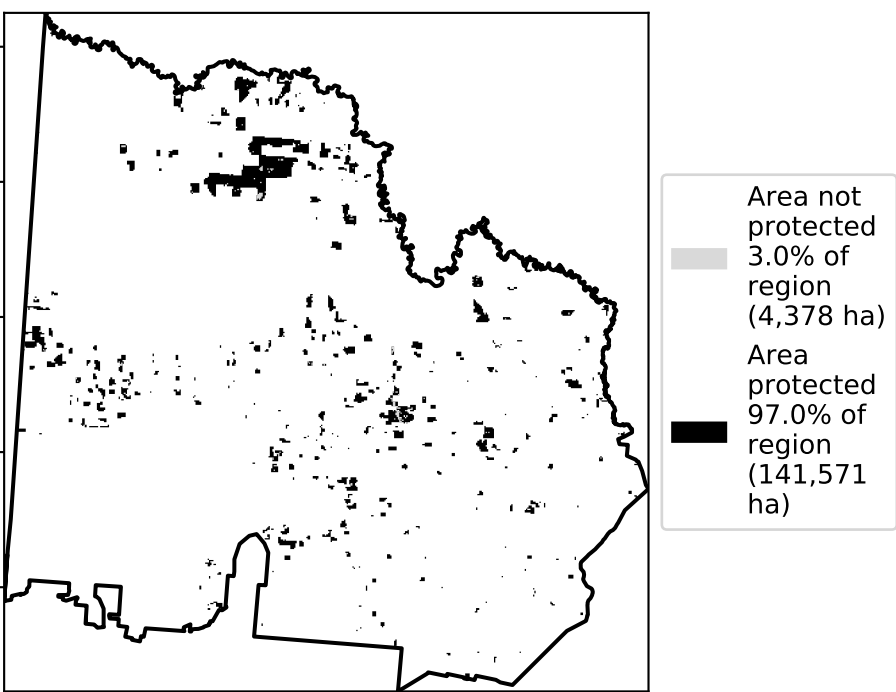 Area not
protected
3.0% of
region
(4,378 ha)
Area
protected
97.0% of
region
(141,571
ha)